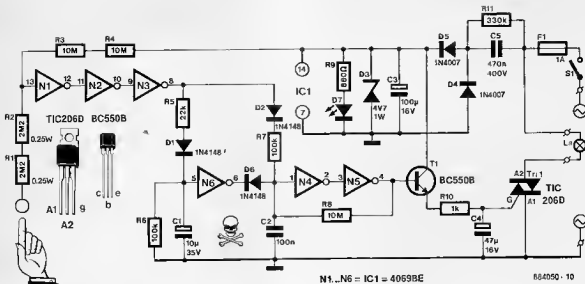 R3
10M
R4
10M
R11
330k
D5
1N4007
C5
470n
400V
F1
1A
S1
14
IC1
7
R9
680Ω
D7
D3
4V7
1W
C3
100µ
16V
D4
1N4007
13
N1
12
11
N2
10
9
N3
8
TIC206D
BC550B
R2
2M2
0.25W
R1
2M2
0.25W
A1
g
A2
c
b
e
R5
22k
D1
1N4148
D2
1N4148
R7
100k
5
N6
6
D6
1N4148
1
N4
2
3
N5
4
R8
10M
R6
100k
C1
10µ
35V
C2
100n
T1
BC550B
R10
1k
C4
47µ
16V
La
A2
Tri1
G
A1
TIC
206D
N1...N6 = IC1 = 4069BE
884050 - 10